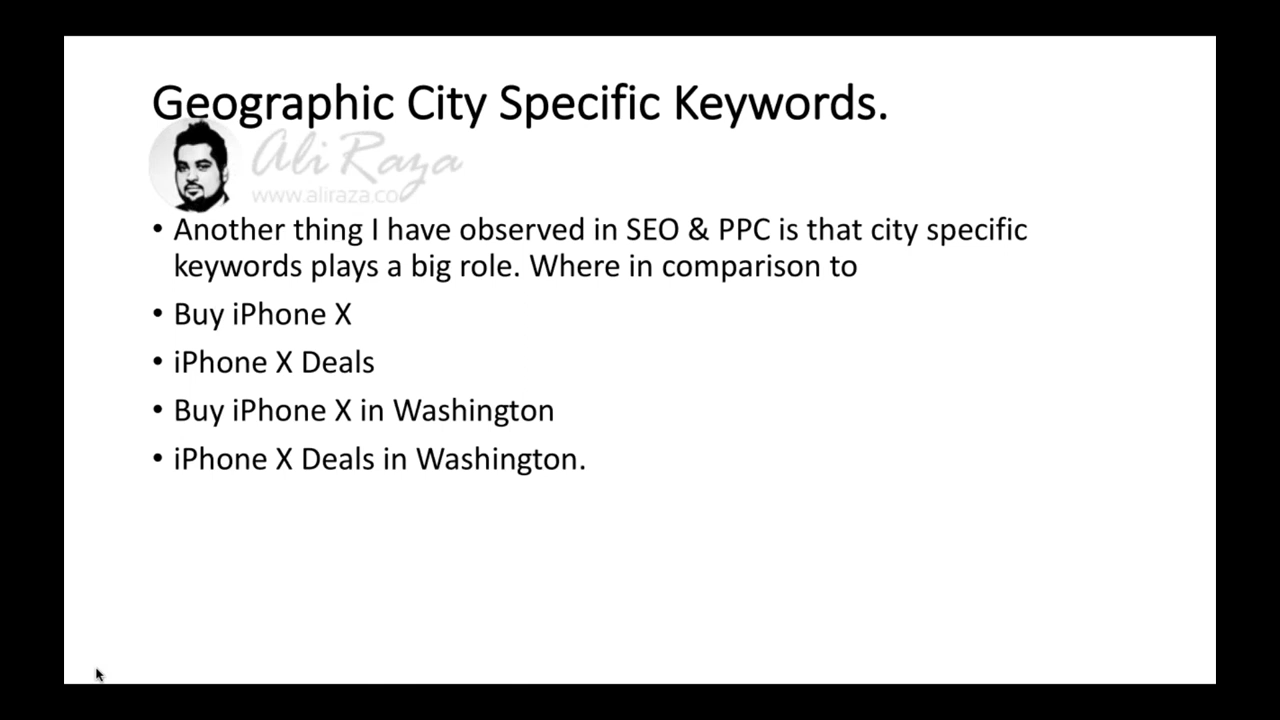 Geographic City Specific Keywords.
Ali Raza
www.aliraza.co
• Another thing I have observed in SEO & PPC is that city specific
keywords plays a big role. Where in comparison to
• Buy iPhone X
• iPhone X Deals
• Buy iPhone X in Washington
• iPhone X Deals in Washington.